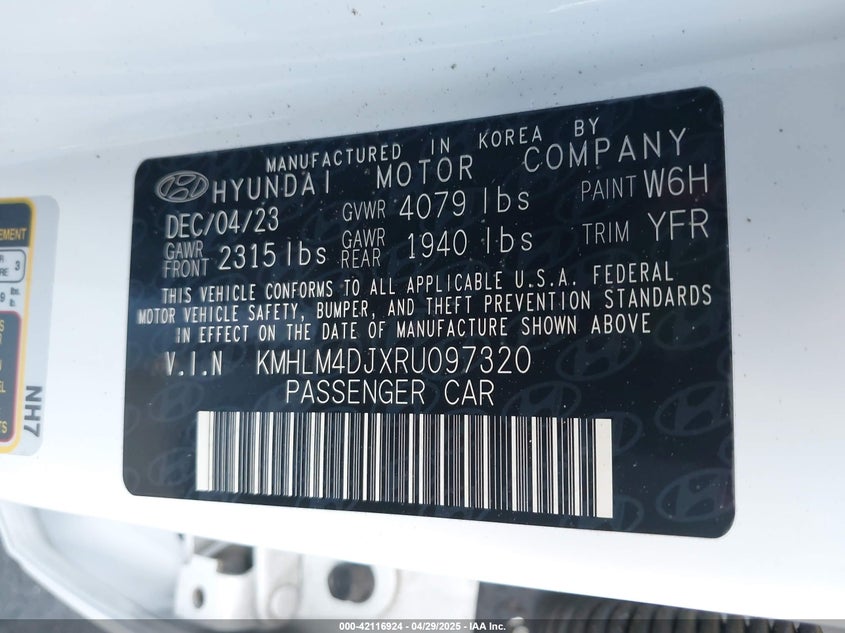 MANUFACTURED IN KOREA BY
HYUNDAI MOTOR COMPANY
DEC/04/23 GVWR 4079 lbs PAINT W6H
GAWR FRONT 2315 lbs GAWR REAR 1940 lbs TRIM YFR
THIS VEHICLE CONFORMS TO ALL APPLICABLE U.S.A. FEDERAL
MOTOR VEHICLE SAFETY, BUMPER, AND THEFT PREVENTION STANDARDS
IN EFFECT ON THE DATE OF MANUFACTURE SHOWN ABOVE
V.I.N KMHLM4DJXRU097320
PASSENGER CAR
NH7
000-42116924 - 04/29/2025 - IAA Inc.